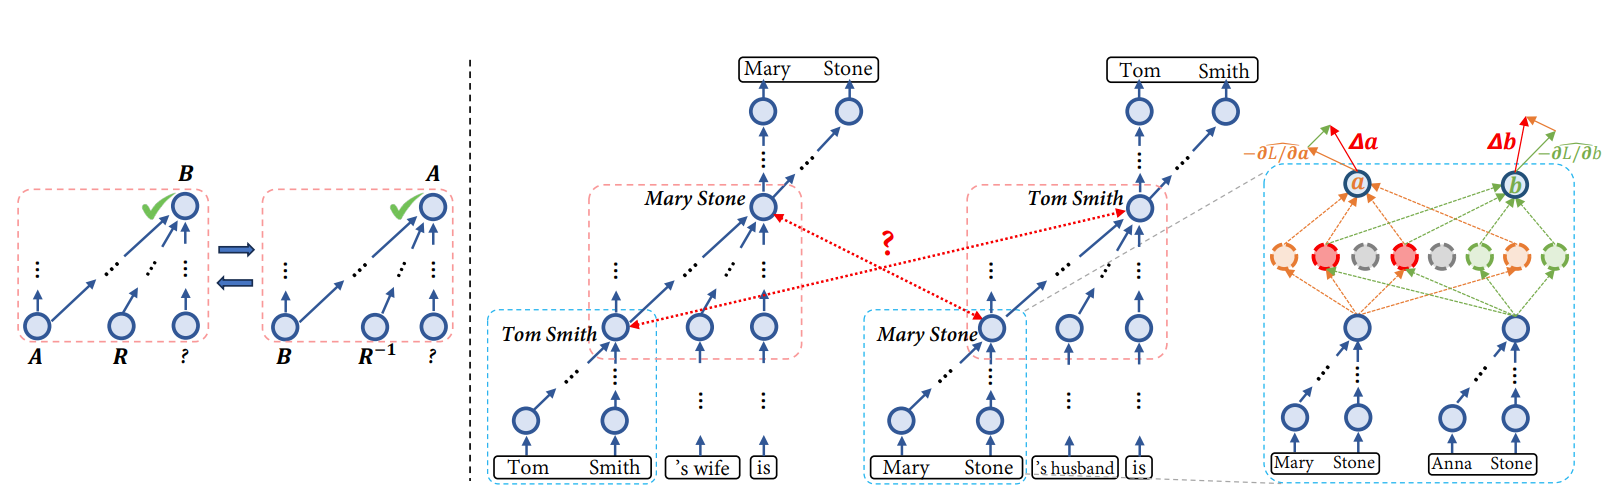 B
A R ?
A
B R⁻¹ ?
Mary Stone
Mary Stone
Tom Smith
Tom Smith
's wife
is
?
Tom Smith
Tom Smith
Mary Stone
Mary Stone
's husband
is
−∂L/∂a
Δa
Δb
−∂L/∂b
a
b
Mary Stone
Anna Stone